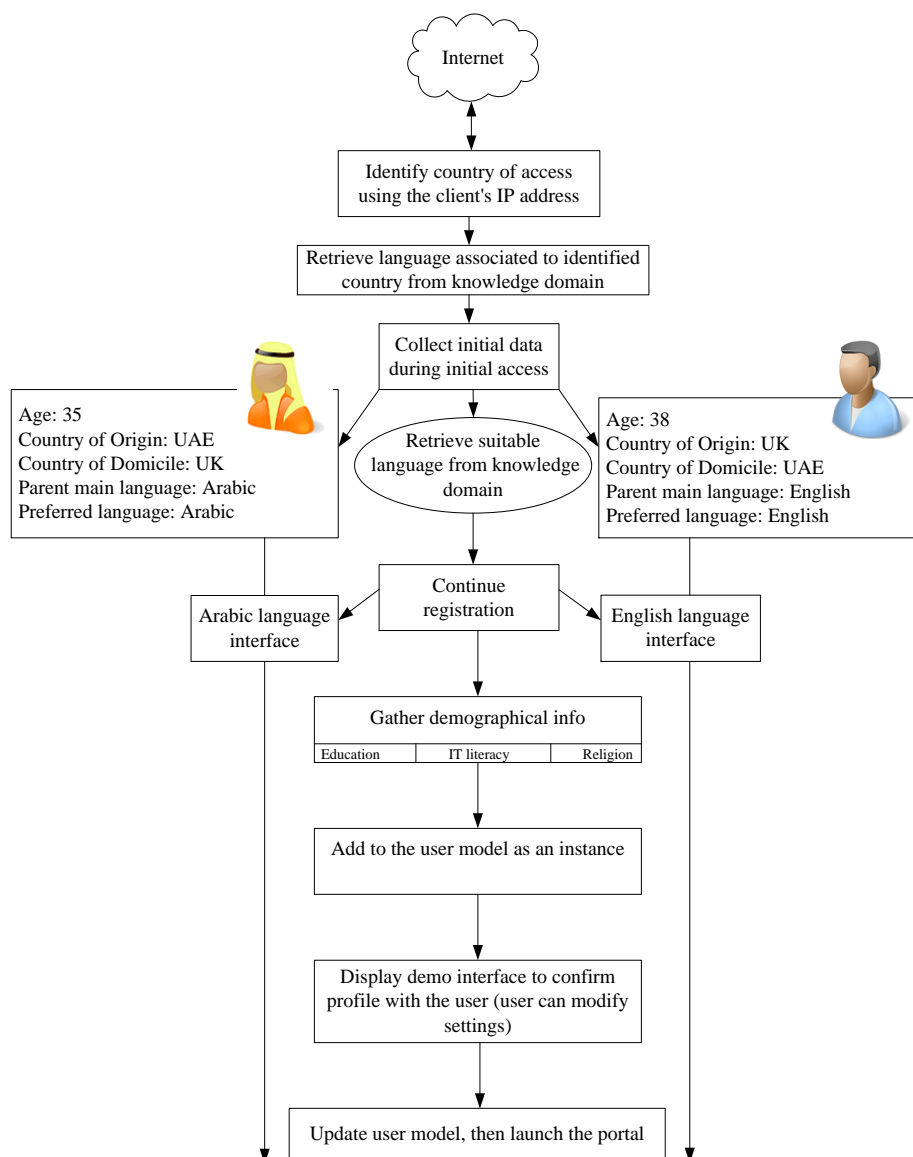 Internet
Identify country of access
using the client's IP address
Retrieve language associated to identified
country from knowledge domain
Collect initial data
during initial access
Age: 35
Country of Origin: UAE
Country of Domicile: UK
Parent main language: Arabic
Preferred language: Arabic
Retrieve suitable
language from knowledge
domain
Age: 38
Country of Origin: UK
Country of Domicile: UAE
Parent main language: English
Preferred language: English
Continue
registration
Arabic language
interface
English language
interface
Gather demographical info
Education IT literacy Religion
Add to the user model as an instance
Display demo interface to confirm
profile with the user (user can modify
settings)
Update user model, then launch the portal